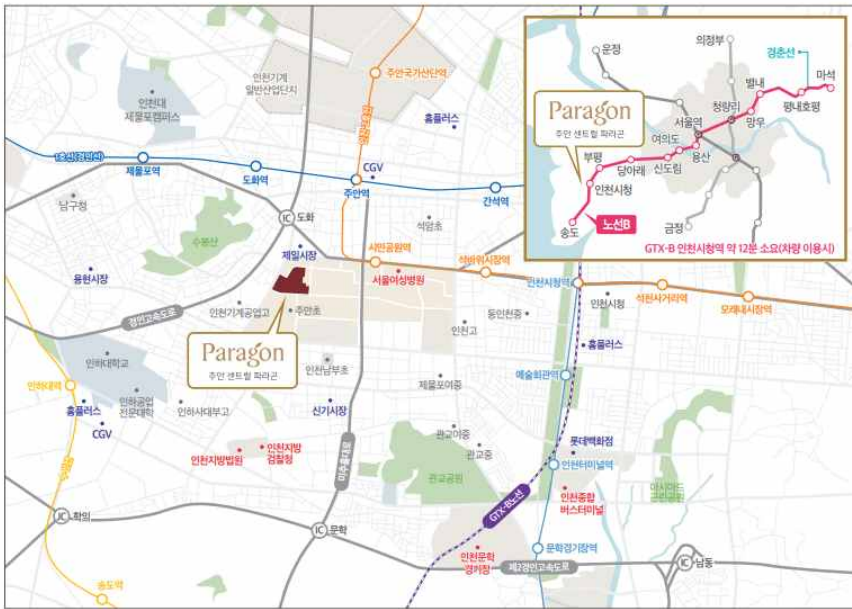 인천대
제물포캠퍼스
인천기계
일반산업단지
주안국가산단역
홈플러스
1호선(경인선)
제물포역
도화역
주안역
CGV
간석역
남구청
수봉산
IC 도화
석암초
용현시장
제일시장
시민공원역
서울여성병원
석바위시장역
인천시청역
인천시청
석천사거리역
모래내시장역
경인고속도로
인천기계공업고
주안초
인천고
동인천중
홈플러스
Paragon
주안 센트럴 파라곤
인천남부초
인하대학교
인하대역
홈플러스
CGV
인하공업
전문대학
인하사대부고
신기시장
제물포여중
예술회관역
관교여중
관교중
롯데백화점
인천터미널역
인천지방법원
인천지방
검찰청
미추홀대로
관교공원
GTX-B노선
인천종합
버스터미널
아시아드
근린공원
수인선
IC 학익
IC 문학
인천문학
경기장
문학경기장역
제2경인고속도로
IC 남동
송도역
운정
의정부
경춘선
마석
별내
청량리
평내호평
망우
서울역
Paragon
주안 센트럴 파라곤
여의도
용산
신도림
부평
당아래
인천시청
송도
노선B
금정
GTX-B 인천시청역 약 12분 소요(차량 이용시)